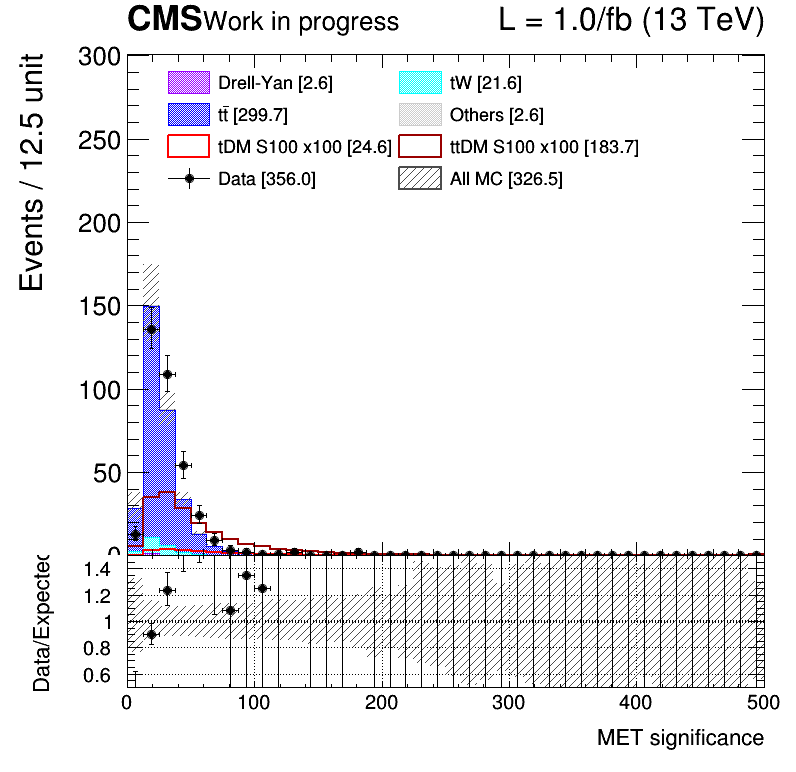 CMS Work in progress L = 1.0/fb (13 TeV)
Events / 12.5 unit
300
250
200
150
100
50
0
Drell-Yan [2.6] tW [21.6]
tt̄ [299.7] Others [2.6]
tDM S100 x100 [24.6] ttDM S100 x100 [183.7]
Data [356.0] All MC [326.5]
Data/Expected
1.4
1.2
1
0.8
0.6
0 100 200 300 400 500
MET significance